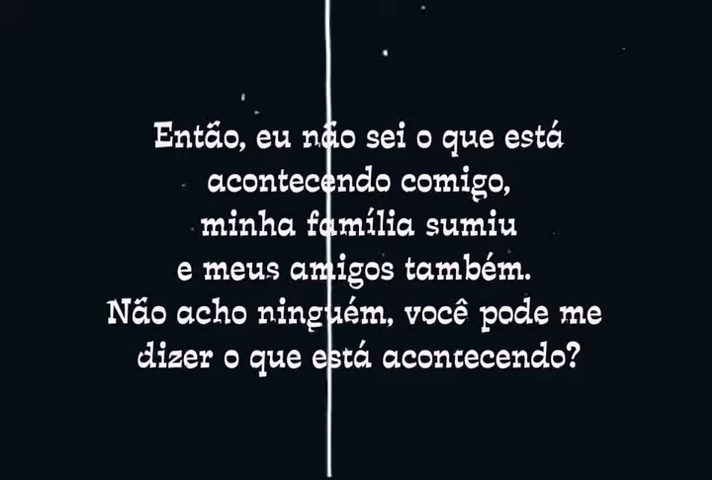 Então, eu não sei o que está
acontecendo comigo,
minha família sumiu
e meus amigos também.
Não acho ninguém, você pode me
dizer o que está acontecendo?